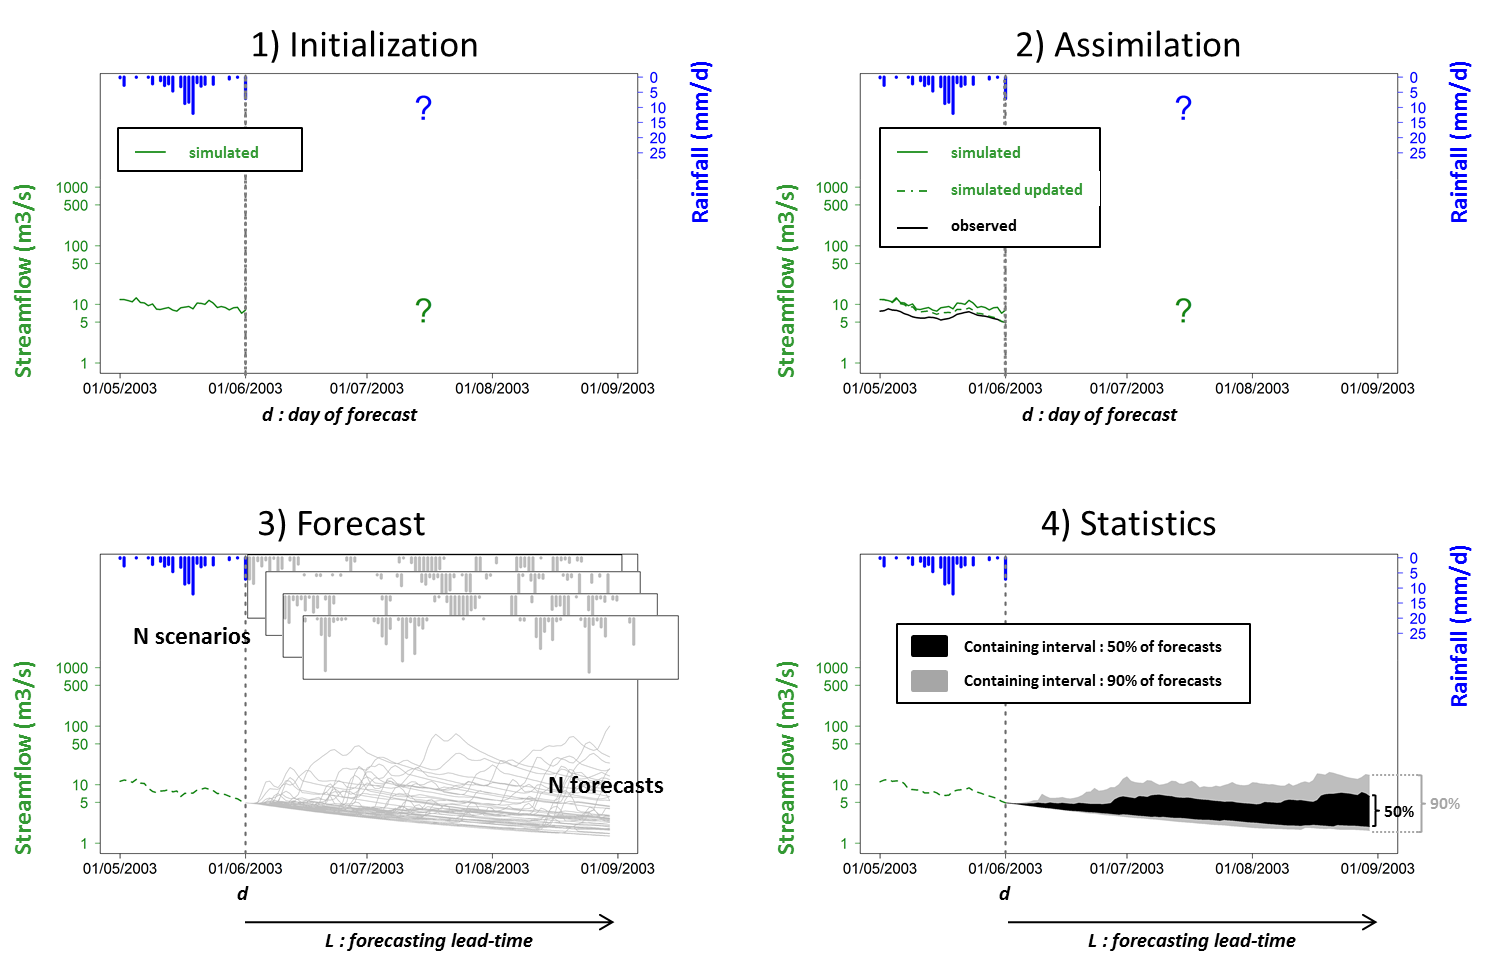 1) Initialization
Rainfall (mm/d)
0
5
10
15
20
25
?
simulated
Streamflow (m3/s)
1000
500
100
50
10
5
1
?
01/05/2003 01/06/2003 01/07/2003 01/08/2003 01/09/2003
d : day of forecast
2) Assimilation
Rainfall (mm/d)
0
5
10
15
20
25
?
simulated
simulated updated
observed
Streamflow (m3/s)
1000
500
100
50
10
5
1
?
01/05/2003 01/06/2003 01/07/2003 01/08/2003 01/09/2003
d : day of forecast
3) Forecast
N scenarios
Streamflow (m3/s)
1000
500
100
50
10
5
1
N forecasts
01/05/2003 01/06/2003 01/07/2003 01/08/2003 01/09/2003
d
L : forecasting lead-time
4) Statistics
Rainfall (mm/d)
0
5
10
15
20
25
Containing interval : 50% of forecasts
Containing interval : 90% of forecasts
Streamflow (m3/s)
1000
500
100
50
10
5
1
50%
90%
01/05/2003 01/06/2003 01/07/2003 01/08/2003 01/09/2003
d
L : forecasting lead-time